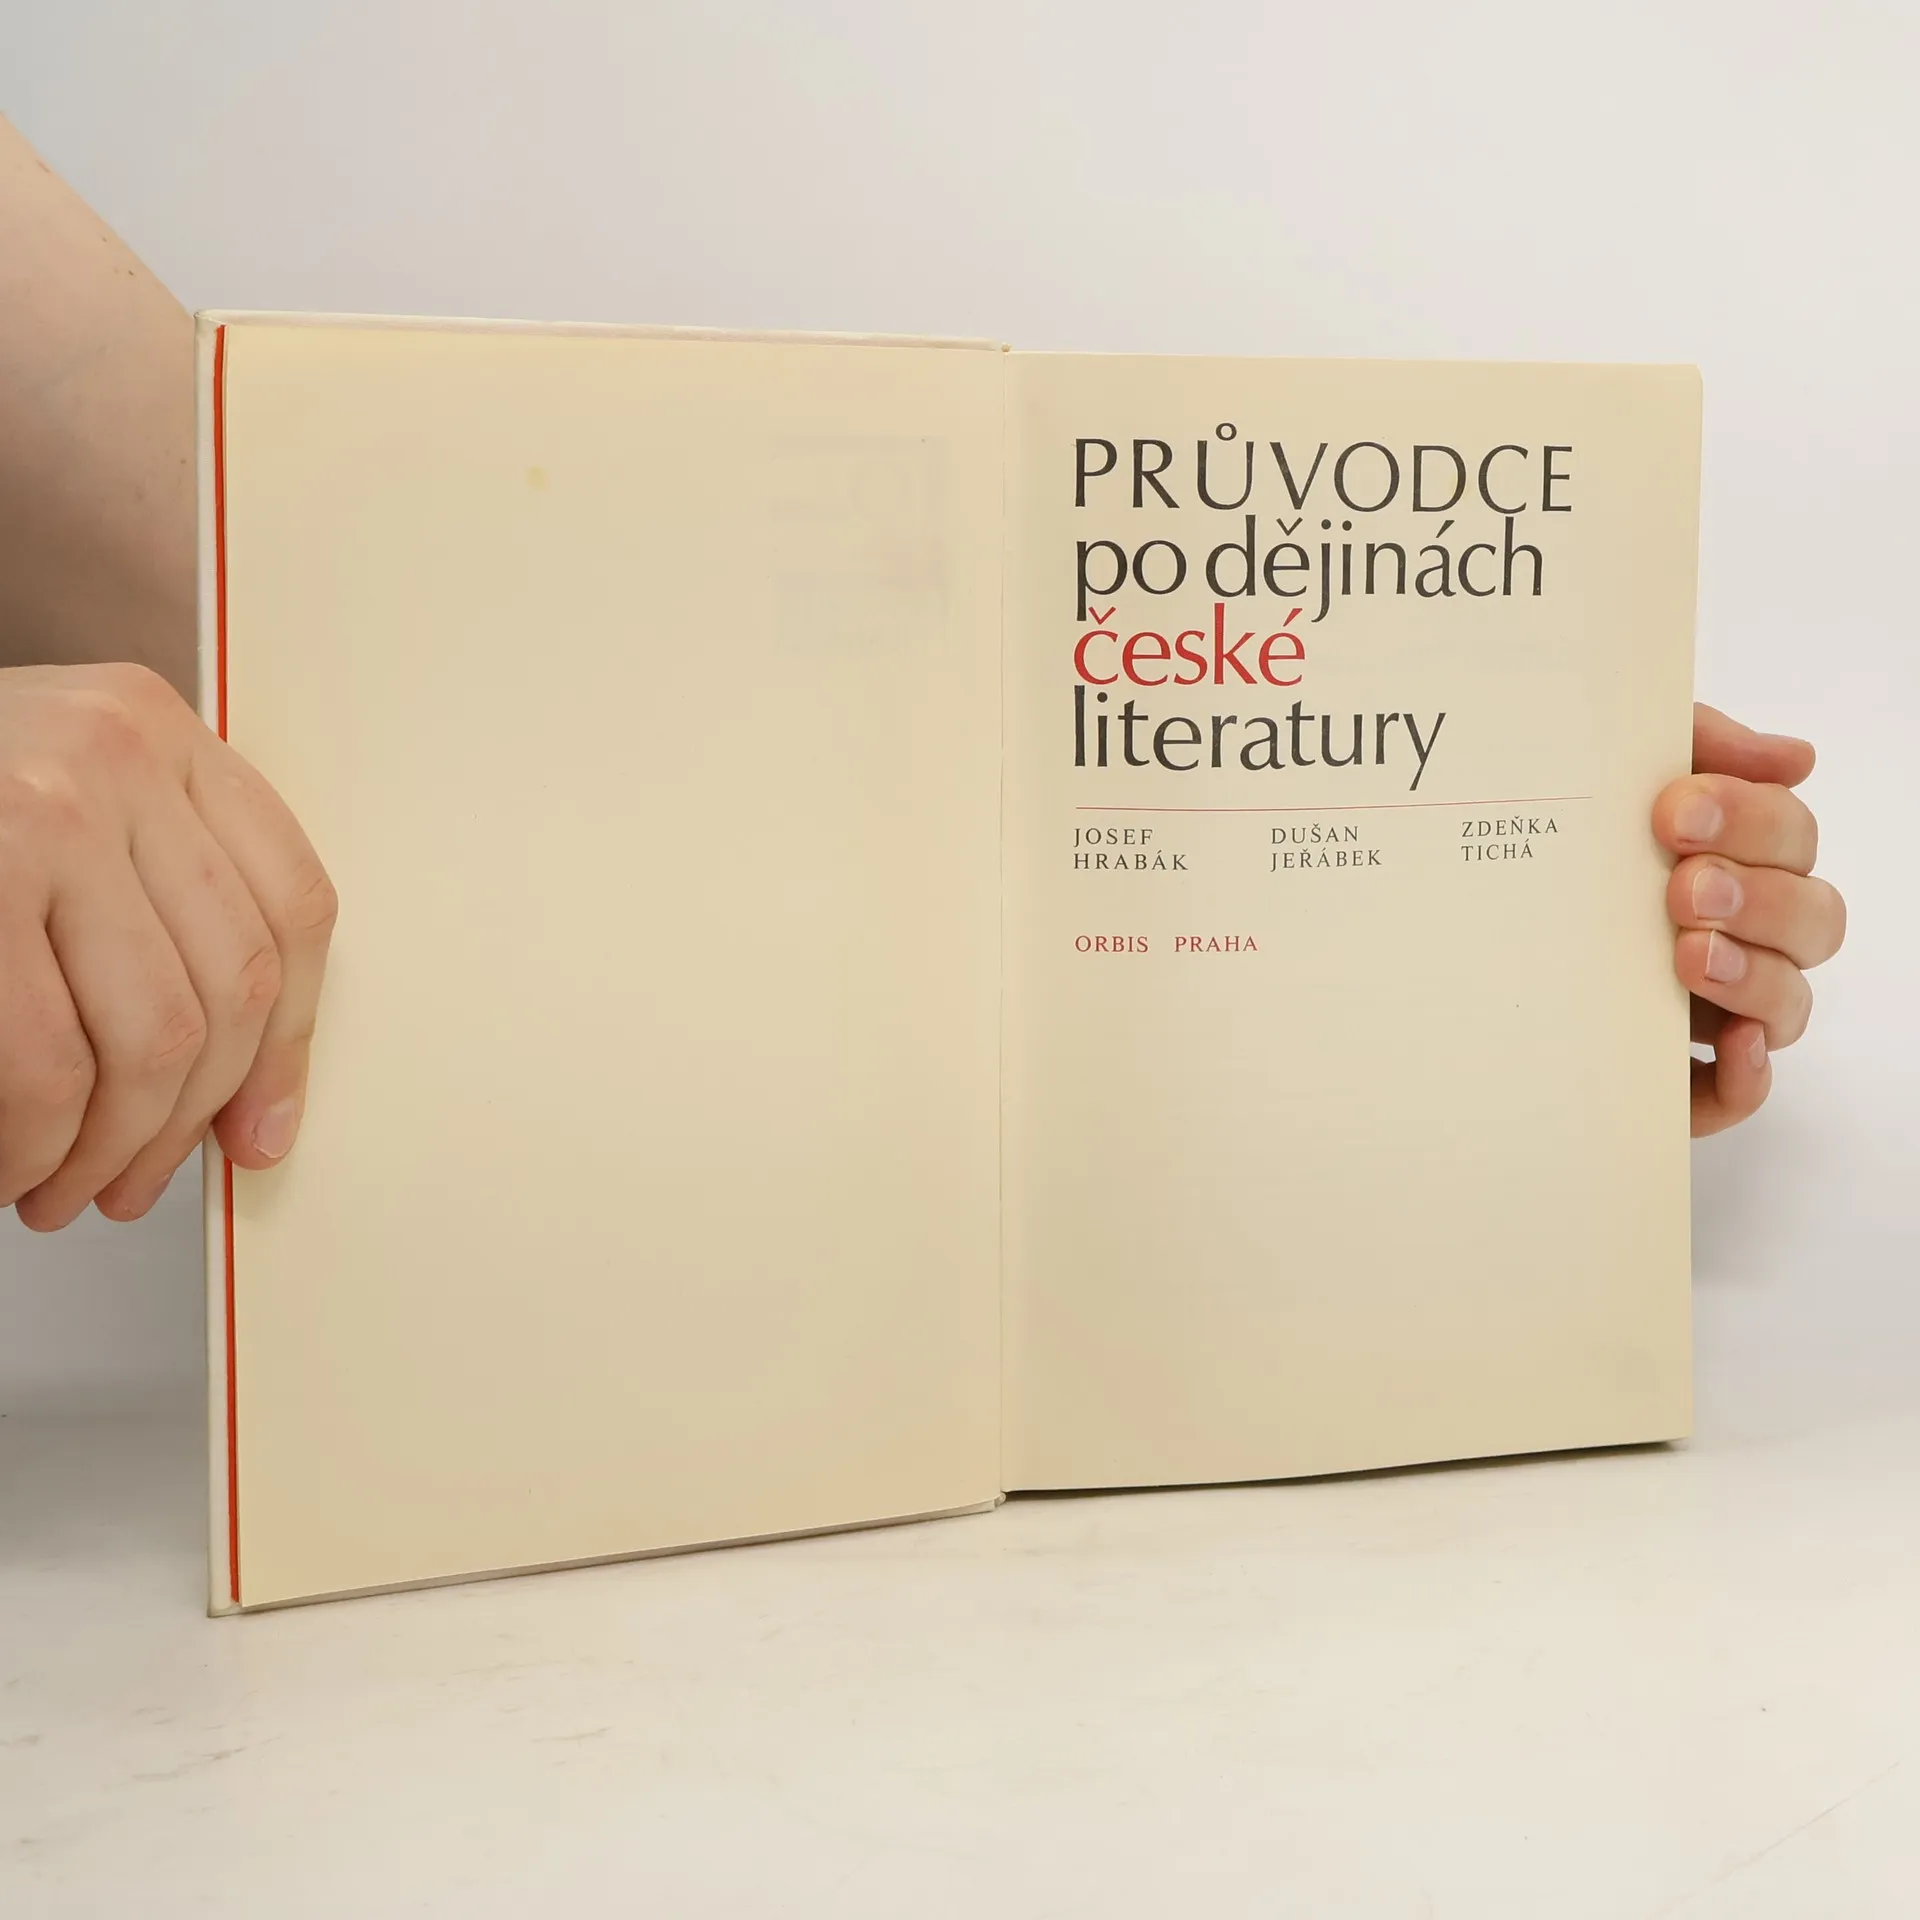 PRŮVODCE
po dějinách
české
literatury
JOSEF
HRABÁK
DUŠAN
JEŘÁBEK
ZDEŇKA
TICHÁ
ORBIS PRAHA